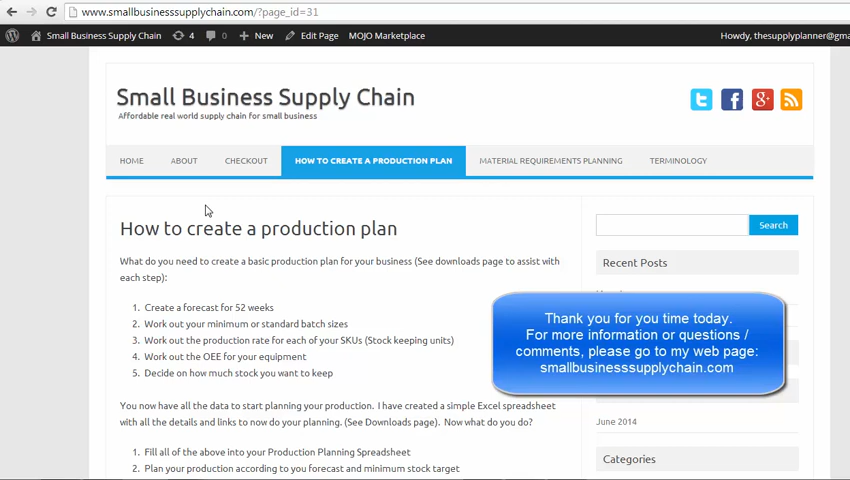 www.smallbusinesssupplychain.com/?page_id=31
Small Business Supply Chain 4 0 New Edit Page MOJO Marketplace Howdy, thesupplyplanner@gma
Small Business Supply Chain
Affordable real world supply chain for small business
HOME ABOUT CHECKOUT HOW TO CREATE A PRODUCTION PLAN MATERIAL REQUIREMENTS PLANNING TERMINOLOGY
How to create a production plan
Search
What do you need to create a basic production plan for your business (See downloads page to assist with
each step):
Recent Posts
1. Create a forecast for 52 weeks
2. Work out your minimum or standard batch sizes
3. Work out the production rate for each of your SKUs (Stock keeping units)
4. Work out the OEE for your equipment
5. Decide on how much stock you want to keep
Thank you for you time today.
For more information or questions /
comments, please go to my web page:
smallbusinesssupplychain.com
You now have all the data to start planning your production. I have created a simple Excel spreadsheet
with all the details and links to now do your planning. (See Downloads page). Now what do you do?
June 2014
1. Fill all of the above into your Production Planning Spreadsheet
2. Plan your production according to you forecast and minimum stock target
Categories